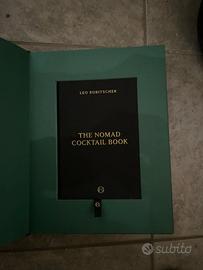 LEO ROBITSCHEK
THE NOMAD
COCKTAIL BOOK
subito